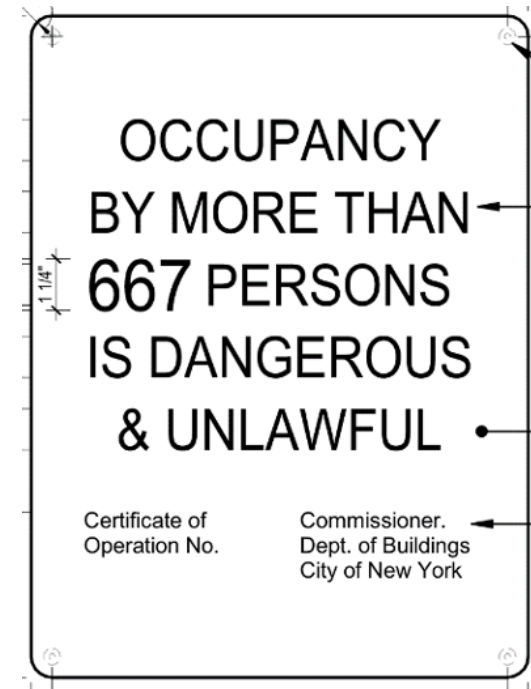 OCCUPANCY
BY MORE THAN
1 1/4"
667 PERSONS
IS DANGEROUS
& UNLAWFUL
Certificate of
Operation No.
Commissioner.
Dept. of Buildings
City of New York